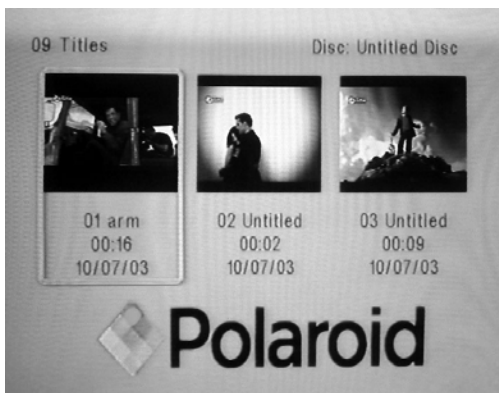 09 Titles Disc: Untitled Disc
01 arm 02 Untitled 03 Untitled
00:16 00:02 00:09
10/07/03 10/07/03 10/07/03
Polaroid